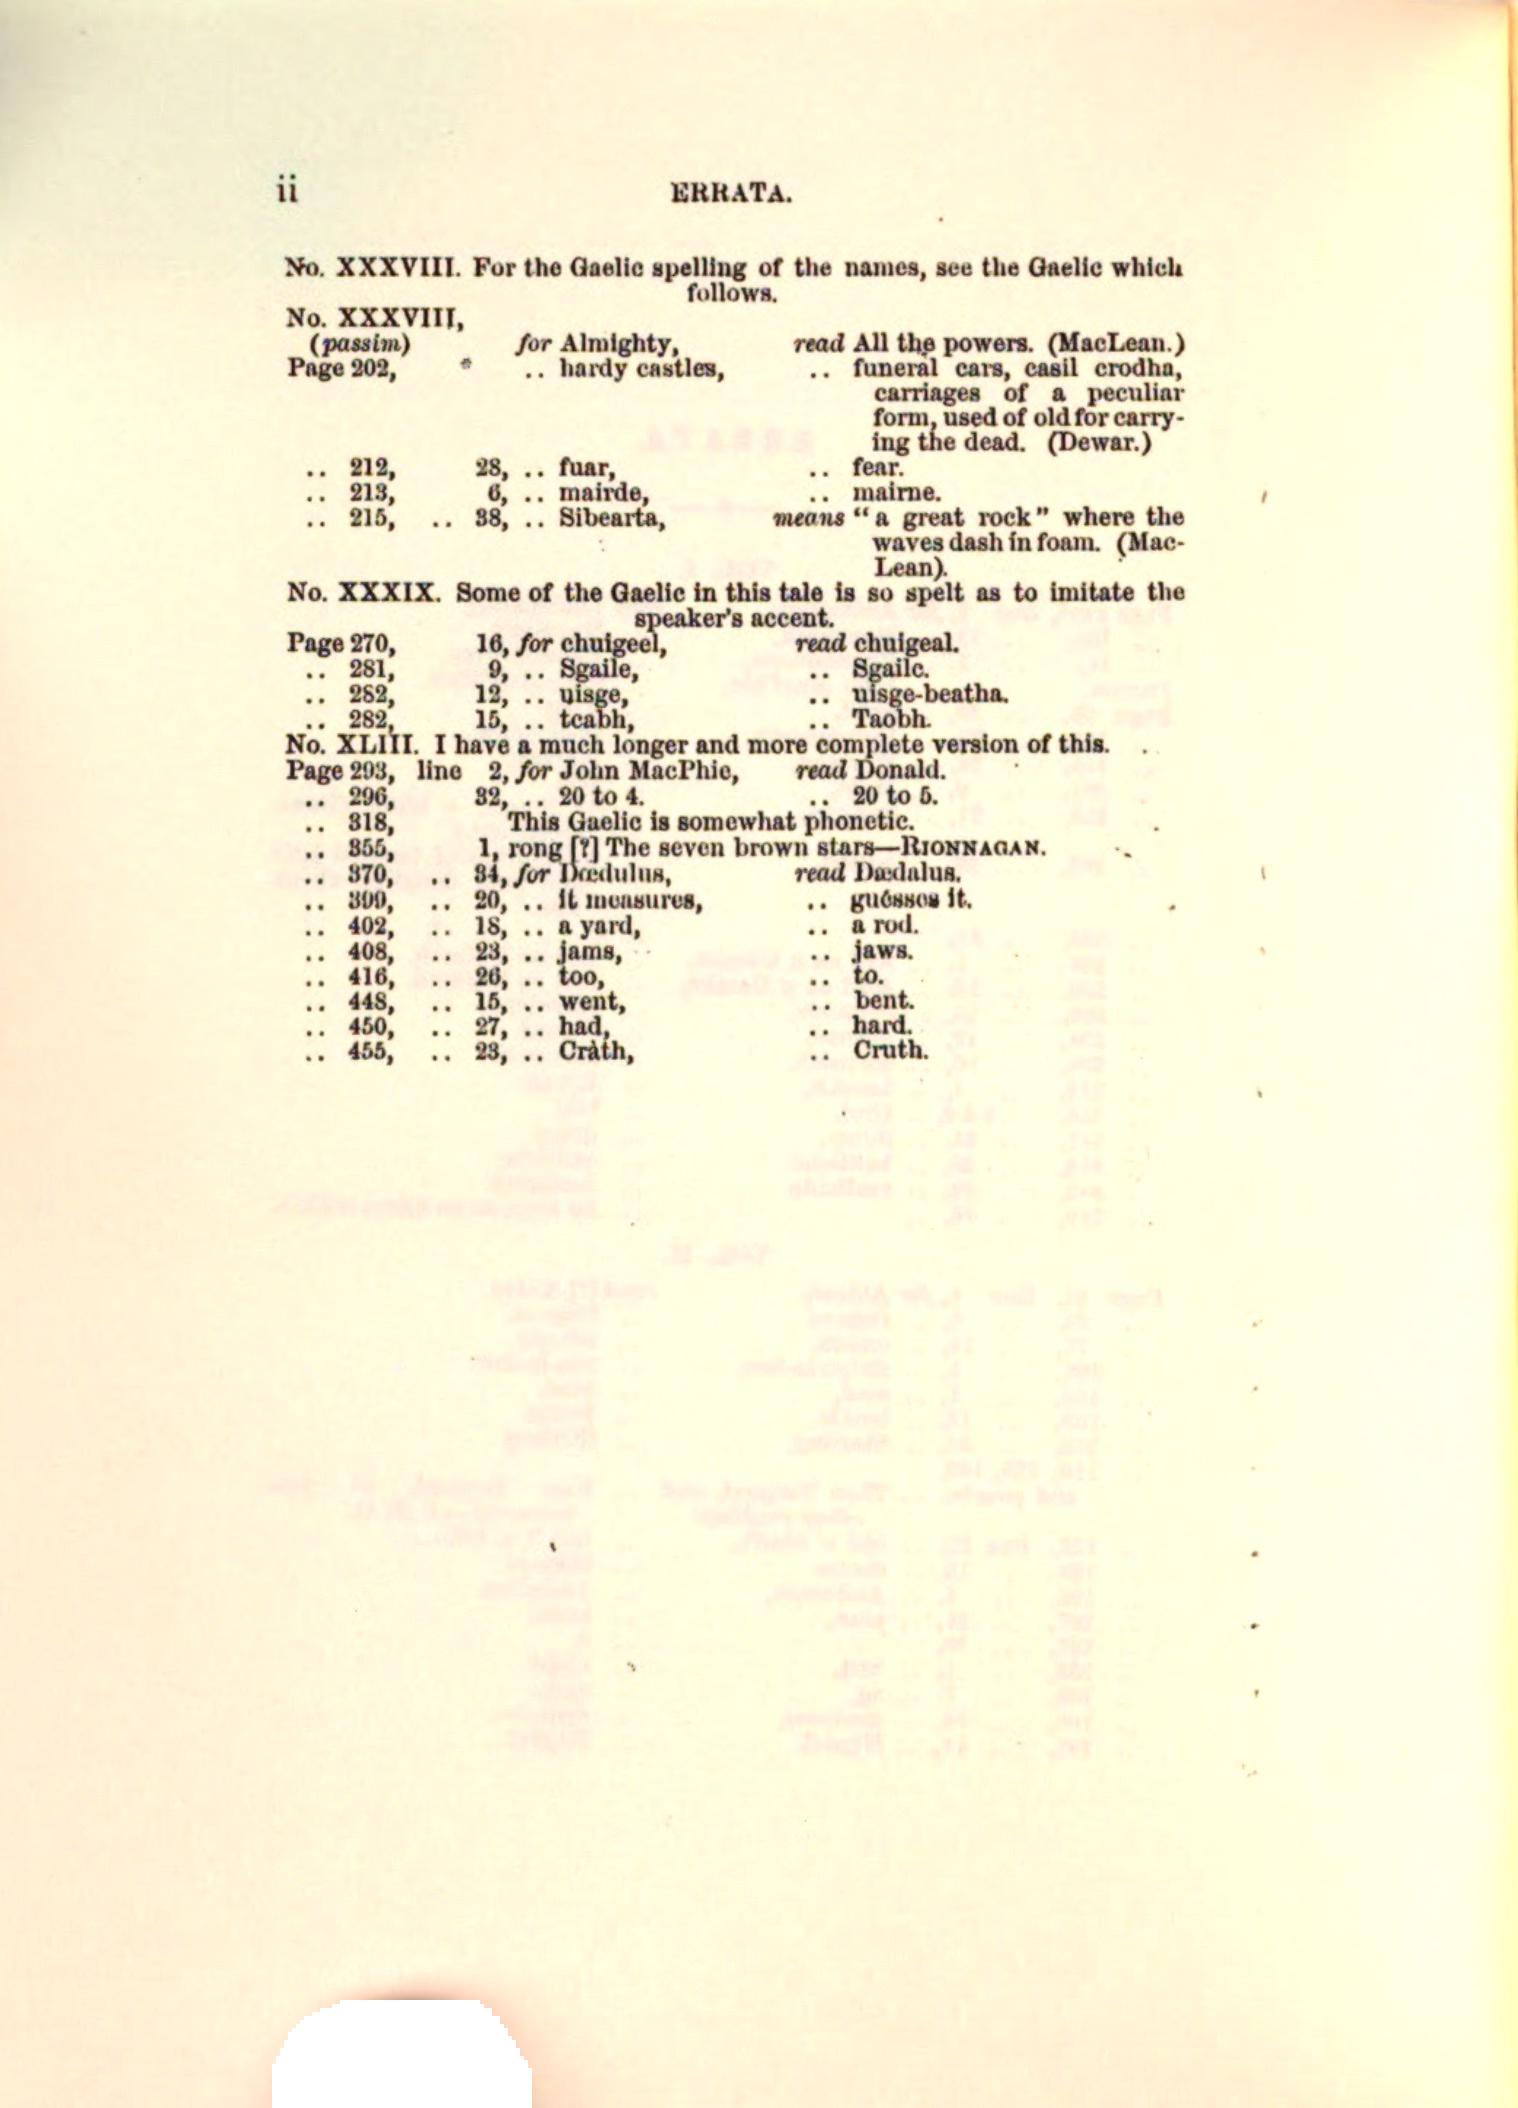 ii ERRATA.
No. XXXVIII. For the Gaelic spelling of the names, see the Gaelic which
follows.
No. XXXVIII,
(passim) for Almighty, read All the powers. (MacLean.)
Page 202, * .. hardy castles, .. funeral cars, casil crodha,
carriages of a peculiar
form, used of old for carry-
ing the dead. (Dewar.)
.. 212, 28, .. fuar, .. fear.
.. 213, 6, .. mairde, .. mairne.
.. 215, .. 38, .. Sibearta, means "a great rock" where the
waves dash in foam. (Mac-
Lean).
No. XXXIX. Some of the Gaelic in this tale is so spelt as to imitate the
speaker's accent.
Page 270, 16, for chuigeel, read chuigeal.
.. 281, 9, .. Sgaile, .. Sgailc.
.. 282, 12, .. uisge, .. uisge-beatha.
.. 282, 15, .. tcabh, .. Taobh.
No. XLIII. I have a much longer and more complete version of this.
Page 293, line 2, for John MacPhie, read Donald.
.. 296, 32, .. 20 to 4. .. 20 to 5.
.. 318, This Gaelic is somewhat phonetic.
.. 355, 1, rong [?] The seven brown stars—RIONNAGAN.
.. 370, .. 34, for Dœdulus, read Dædalus.
.. 399, .. 20, .. it measures, .. guesses it.
.. 402, .. 18, .. a yard, .. a rod.
.. 408, .. 23, .. jams, .. jaws.
.. 416, .. 26, .. too, .. to.
.. 448, .. 15, .. went, .. bent.
.. 450, .. 27, .. had, .. hard.
.. 455, .. 23, .. Cràth, .. Cruth.